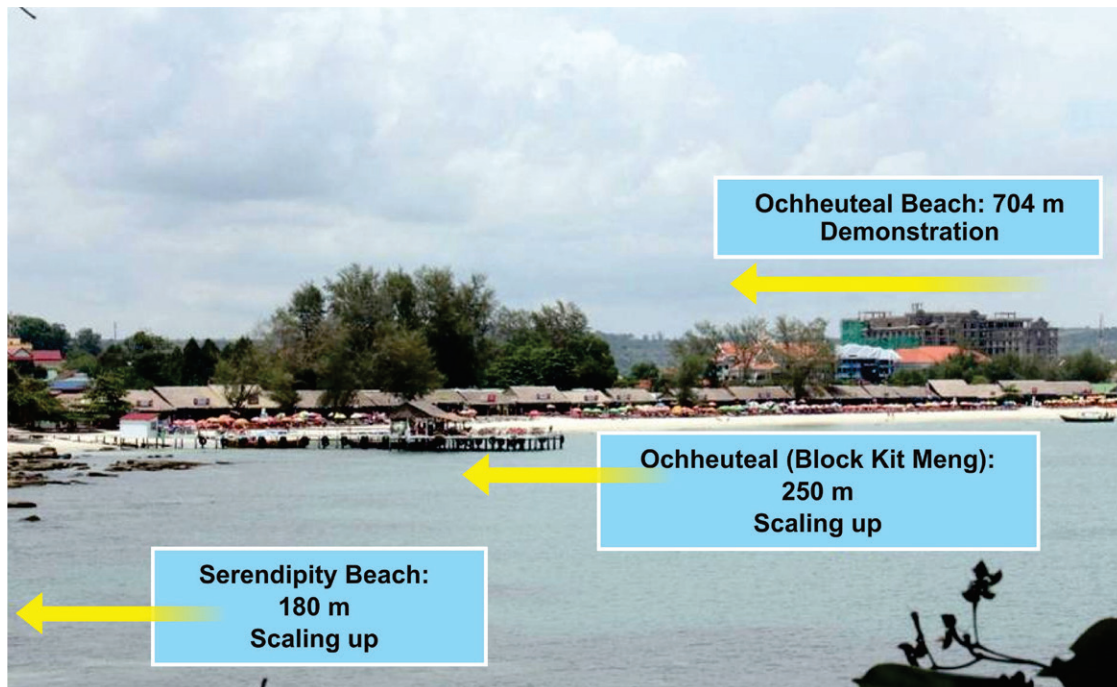 Ochheuteal Beach: 704 m
Demonstration
Ochheuteal (Block Kit Meng):
250 m
Scaling up
Serendipity Beach:
180 m
Scaling up